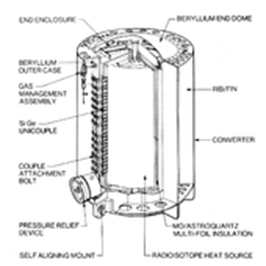 END ENCLOSURE
BERYLLIUM END DOME
BERYLLIUM
OUTER CASE
GAS
MANAGEMENT
ASSEMBLY
RIB/FIN
Si Ge
UNICOUPLE
CONVERTER
COUPLE
ATTACHMENT
BOLT
PRESSURE RELIEF
DEVICE
MO/ASTROQUARTZ
MULTI-FOIL INSULATION
SELF ALIGNING MOUNT
RADIOISOTOPE HEAT SOURCE